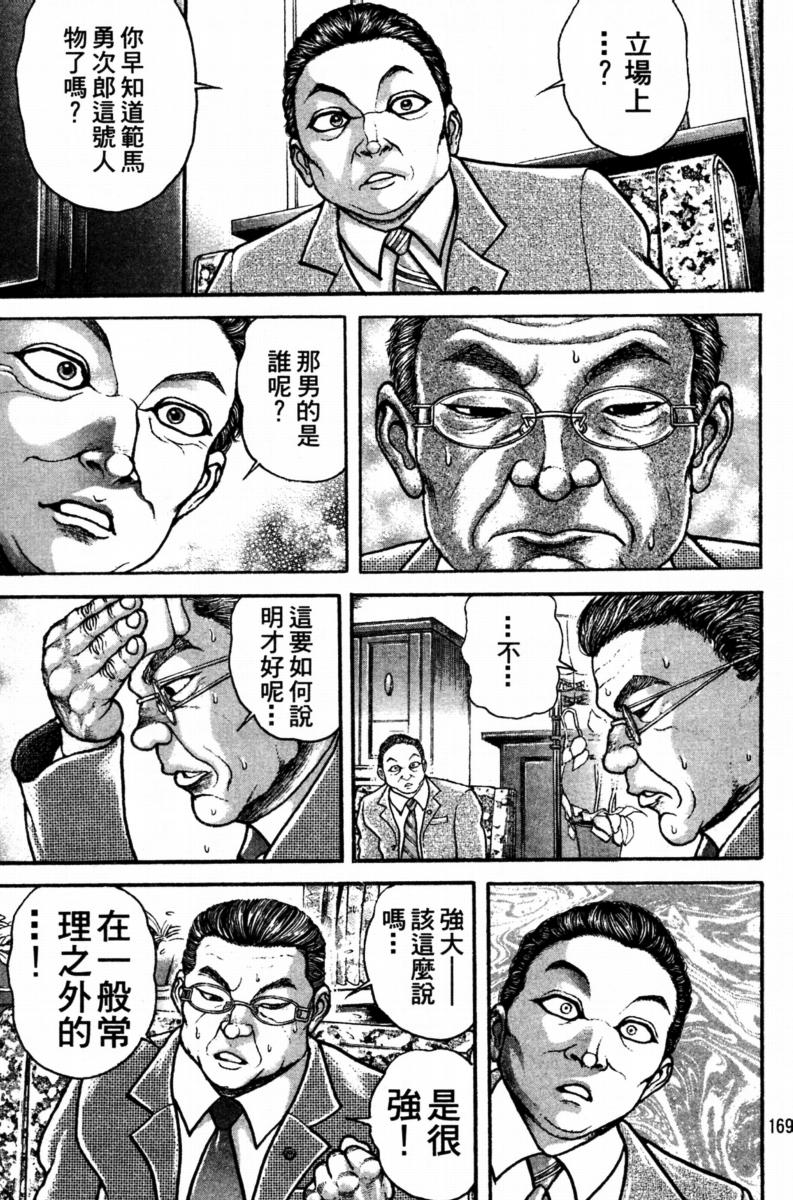 立場上
⋯？
你早知道範馬
勇次郎這號人
物了嗎？
那男的是
誰呢？
⋯不⋯
這要如何說
明才好呢⋯
強大——
該這麼說
嗎⋯
是很
強！
在一般常
理之外的
⋯！
169